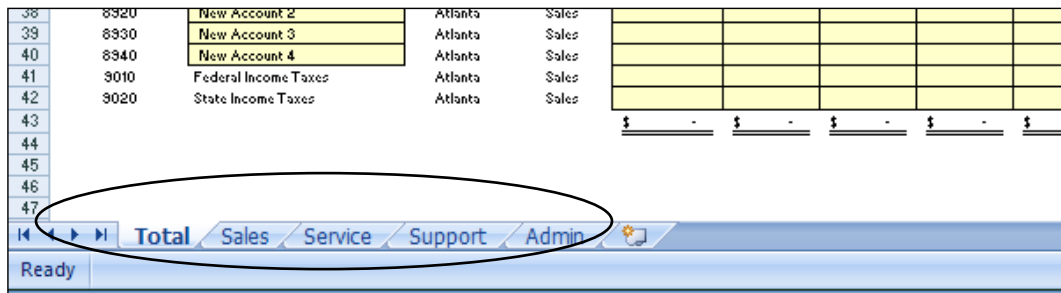 38 8920 New Account 2 Atlanta Sales
39 8930 New Account 3 Atlanta Sales
40 8940 New Account 4 Atlanta Sales
41 9010 Federal Income Taxes Atlanta Sales
42 9020 State Income Taxes Atlanta Sales
43 $ - $ - $ - $ - $
44
45
46
47
Total Sales Service Support Admin
Ready